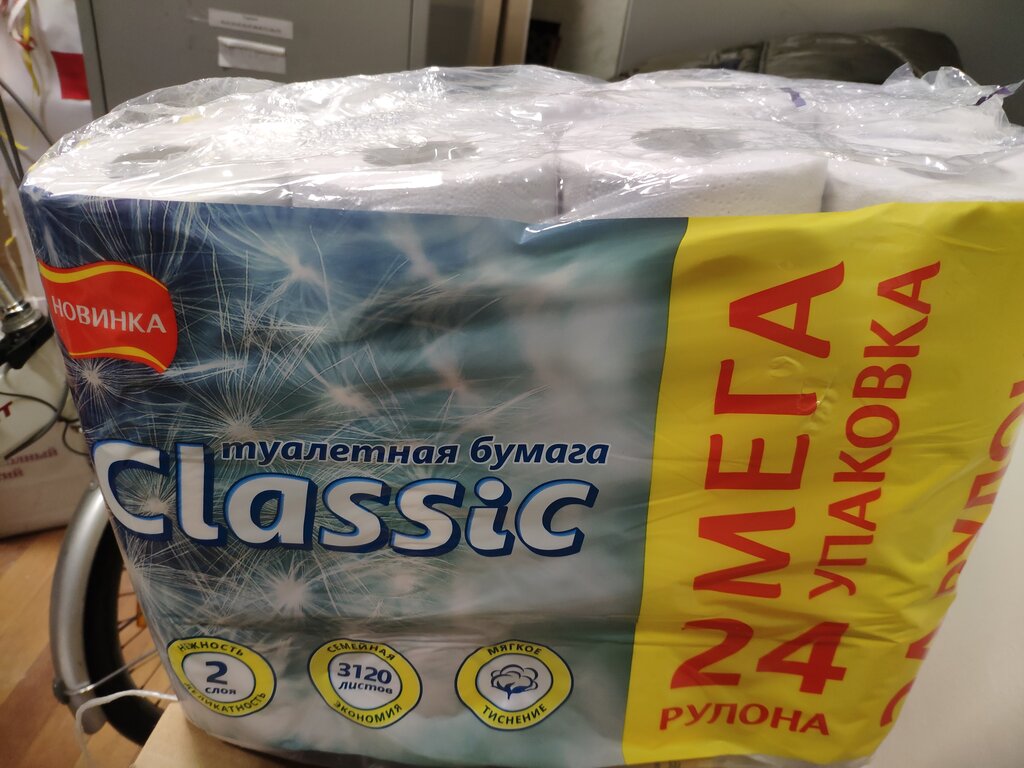 НОВИНКА
туалетная бумага
Classic
НЕЖНОСТЬ
2
слоя
ДЕЛИКАТНОСТЬ
СЕМЕЙНАЯ
3120
листов
ЭКОНОМИЯ
МЯГКОЕ
ТИСНЕНИЕ
МЕГА
УПАКОВКА
24
РУЛОНА